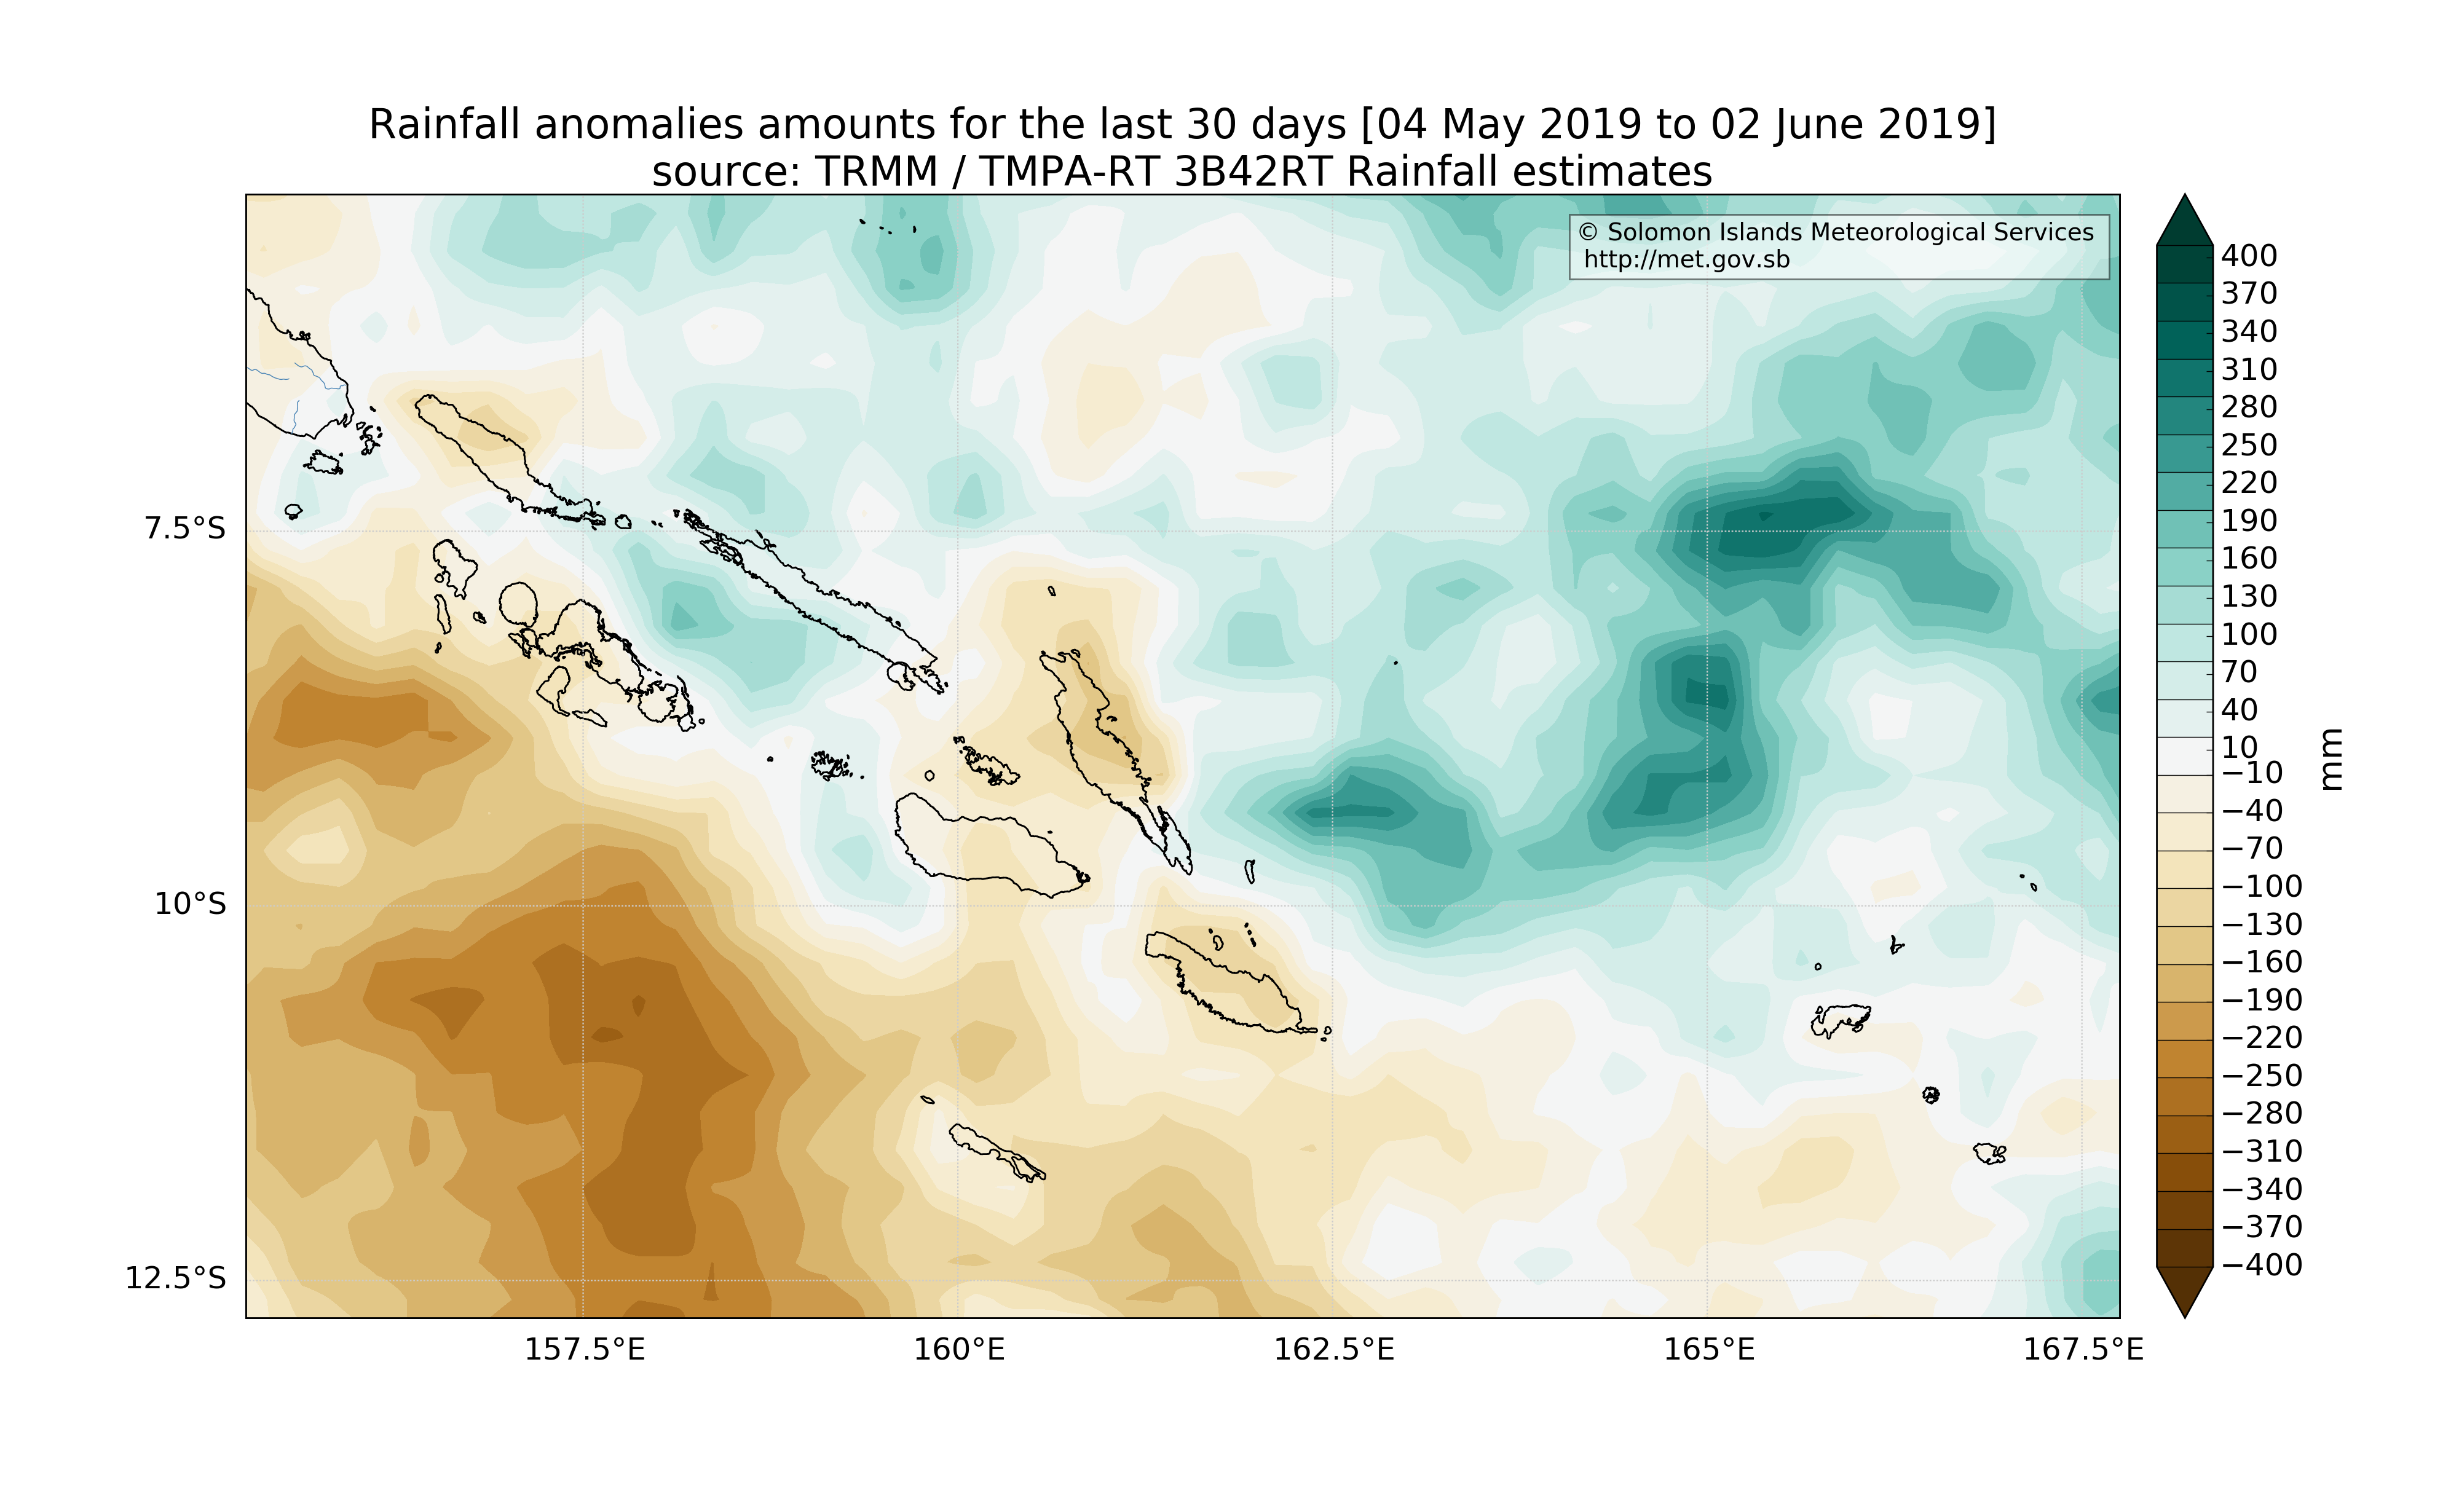 Rainfall anomalies amounts for the last 30 days [04 May 2019 to 02 June 2019]
source: TRMM / TMPA-RT 3B42RT Rainfall estimates
© Solomon Islands Meteorological Services
http://met.gov.sb
7.5°S
10°S
12.5°S
157.5°E
160°E
162.5°E
165°E
167.5°E
400
370
340
310
280
250
220
190
160
130
100
70
40
10
−10
−40
−70
−100
−130
−160
−190
−220
−250
−280
−310
−340
−370
−400
mm